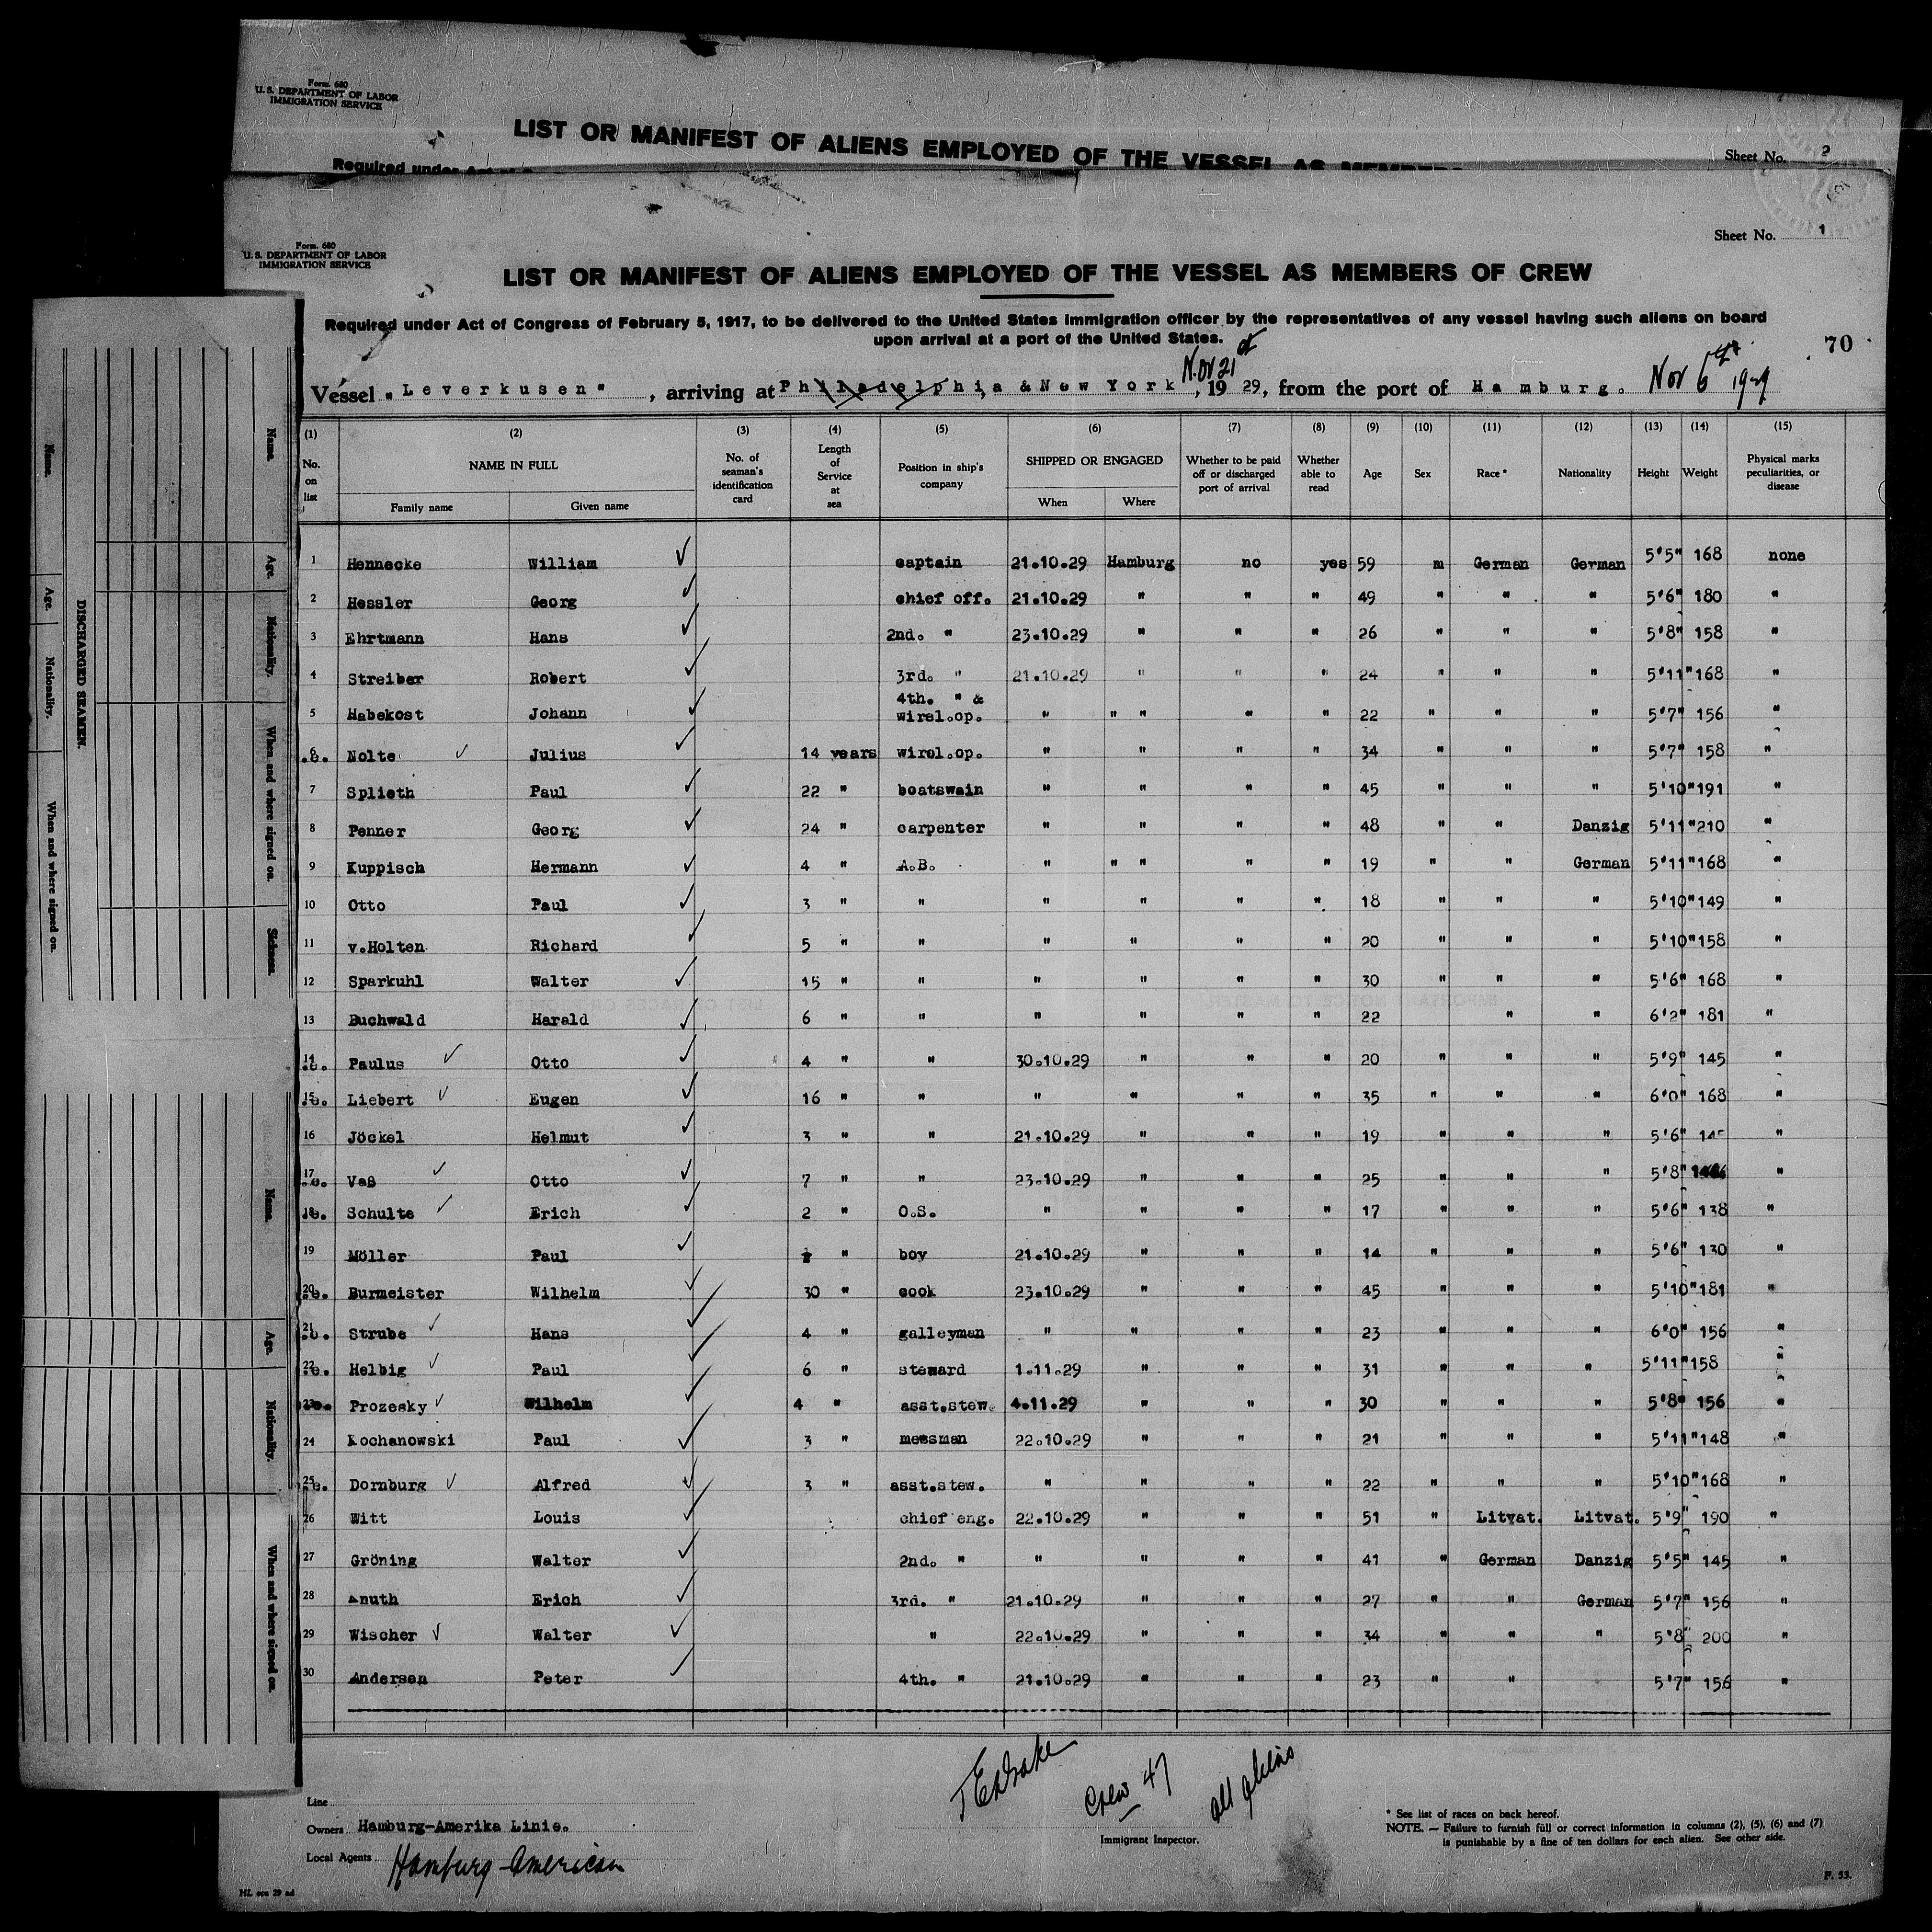 Form. 680
U. S. DEPARTMENT OF LABOR
IMMIGRATION SERVICE
LIST OR MANIFEST OF ALIENS EMPLOYED OF THE VESSEL AS MEMBERS
Sheet No. 2
Required under Act
Form. 680
U. S. DEPARTMENT OF LABOR
IMMIGRATION SERVICE
Sheet No. 1
LIST OR MANIFEST OF ALIENS EMPLOYED OF THE VESSEL AS MEMBERS OF CREW
Required under Act of Congress of February 5, 1917, to be delivered to the United States immigration officer by the representatives of any vessel having such aliens on board
upon arrival at a port of the United States.
70
Vessel "Leverkusen", arriving at Philadelphia & New York, Nov 21st, 19 29, from the port of Hamburg. Nov 6th 1929
(1) (2) (3) (4) (5) (6) (7) (8) (9) (10) (11) (12) (13) (14) (15)
No. on list NAME IN FULL No. of seaman's identification card Length of Service at sea Position in ship's company SHIPPED OR ENGAGED Whether to be paid off or discharged port of arrival Whether able to read Age Sex Race * Nationality Height Weight Physical marks peculiarities, or disease
Family name Given name When Where
1 Hennecke William captain 21.10.29 Hamburg no yes 59 m German German 5'5" 168 none
2 Hessler Georg chief off. 21.10.29 " " " 49 " " " 5'6" 180 "
3 Ehrtmann Hans 2nd. " 23.10.29 " " " 26 " " " 5'8" 158 "
4 Streiber Robert 3rd. " 21.10.29 " " " 24 " " " 5'11" 168 "
5 Habekost Johann 4th. " & wirel.op. " " " " " 22 " " " 5'7" 156 "
6 Nolte Julius 14 years wirel.op. " " " " 34 " " " 5'7" 158 "
7 Splieth Paul 22 " boatswain " " " " 45 " " " 5'10" 191 "
8 Penner Georg 24 " carpenter " " " " 48 " " Danzig 5'11" 210 "
9 Kuppisch Hermann 4 " A.B. " " " " " 19 " " German 5'11" 168 "
10 Otto Paul 3 " " " " " " 18 " " " 5'10" 149 "
11 v.Holten Richard 5 " " " " " " 20 " " " 5'10" 158 "
12 Sparkuhl Walter 15 " " " " " " 30 " " " 5'6" 168 "
13 Buchwald Harald 6 " " " " " " 22 " " 6'2" 181 "
14 Paulus Otto 4 " " 30.10.29 " " " 20 " " " 5'9" 145 "
15 Liebert Eugen 16 " " " " " " 35 " " " 6'0" 168 "
16 Jöckel Helmut 3 " " 21.10.29 " " " 19 " " " 5'6" 145 "
17 Vaß Otto 7 " " 23.10.29 " " " 25 " " " 5'8" "
18 Schulte Erich 2 " O.S. " " " " 17 " " " 5'6" 138 "
19 Möller Paul " boy 21.10.29 " " " 14 " " " 5'6" 130 "
20 Burmeister Wilhelm 30 " cook 23.10.29 " " " 45 " " " 5'10" 181 "
21 Strube Hans 4 " galleyman " " " " 23 " " " 6'0" 156 "
22 Helbig Paul 6 " steward 1.11.29 " " " 31 " " " 5'11" 158 "
23 Prozesky Wilhelm 4 " asst.stew. 4.11.29 " " " 30 " " " 5'8" 156 "
24 Kochanowski Paul 3 " messman 22.10.29 " " " 21 " " " 5'11" 148 "
25 Dornburg Alfred 3 " asst.stew. " " " " 22 " " " 5'10" 168 "
26 Witt Louis chief eng. 22.10.29 " " " 51 " Litvat. Litvat. 5'9" 190 "
27 Gröning Walter 2nd. " " " " " 41 " German Danzig 5'5" 145 "
28 Anuth Erich 3rd. " 21.10.29 " " " 27 " " German 5'7" 156 "
29 Wischer Walter " 22.10.29 " " " 34 " " " 5'8" 200 "
30 Andersen Peter 4th. " 21.10.29 " " " 23 " " 5'7" 156 "
Line
Owners Hamburg-Amerika Linie.
Local Agents Hamburg-American
Crew 47
all aliens
Immigrant Inspector.
* See list of races on back hereof.
NOTE. — Failure to furnish full or correct information in columns (2), (5), (6) and (7)
is punishable by a fine of ten dollars for each alien. See other side.
F. 53.
DISCHARGED SEAMEN.
Name. Age. Nationality. When and where signed on.
Name. Age. Nationality. When and where signed on. Sickness.
Name. Age. Nationality. When and where signed on.